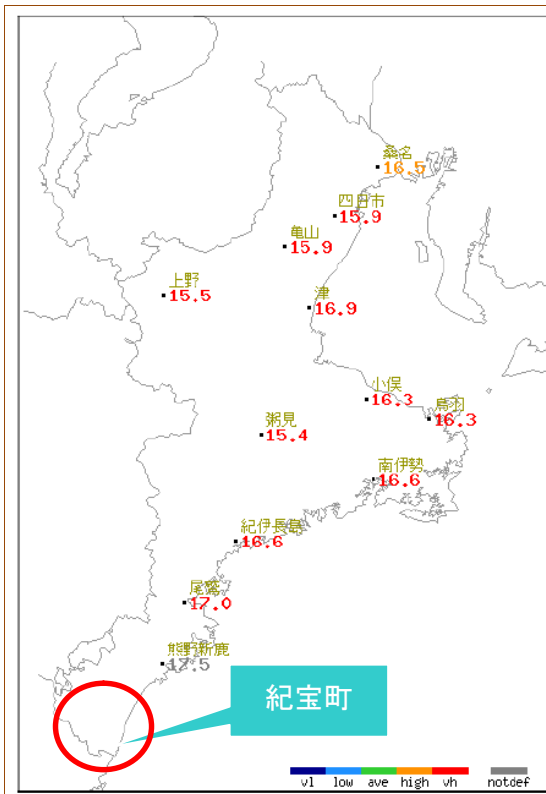 桑名
16.5
四日市
15.9
亀山
15.9
上野
15.5
津
16.9
小俣
16.3
鳥羽
16.3
粥見
15.4
南伊勢
16.6
紀伊長島
16.6
尾鷲
17.0
熊野新鹿
17.5
紀宝町
vl low ave high vh notdef